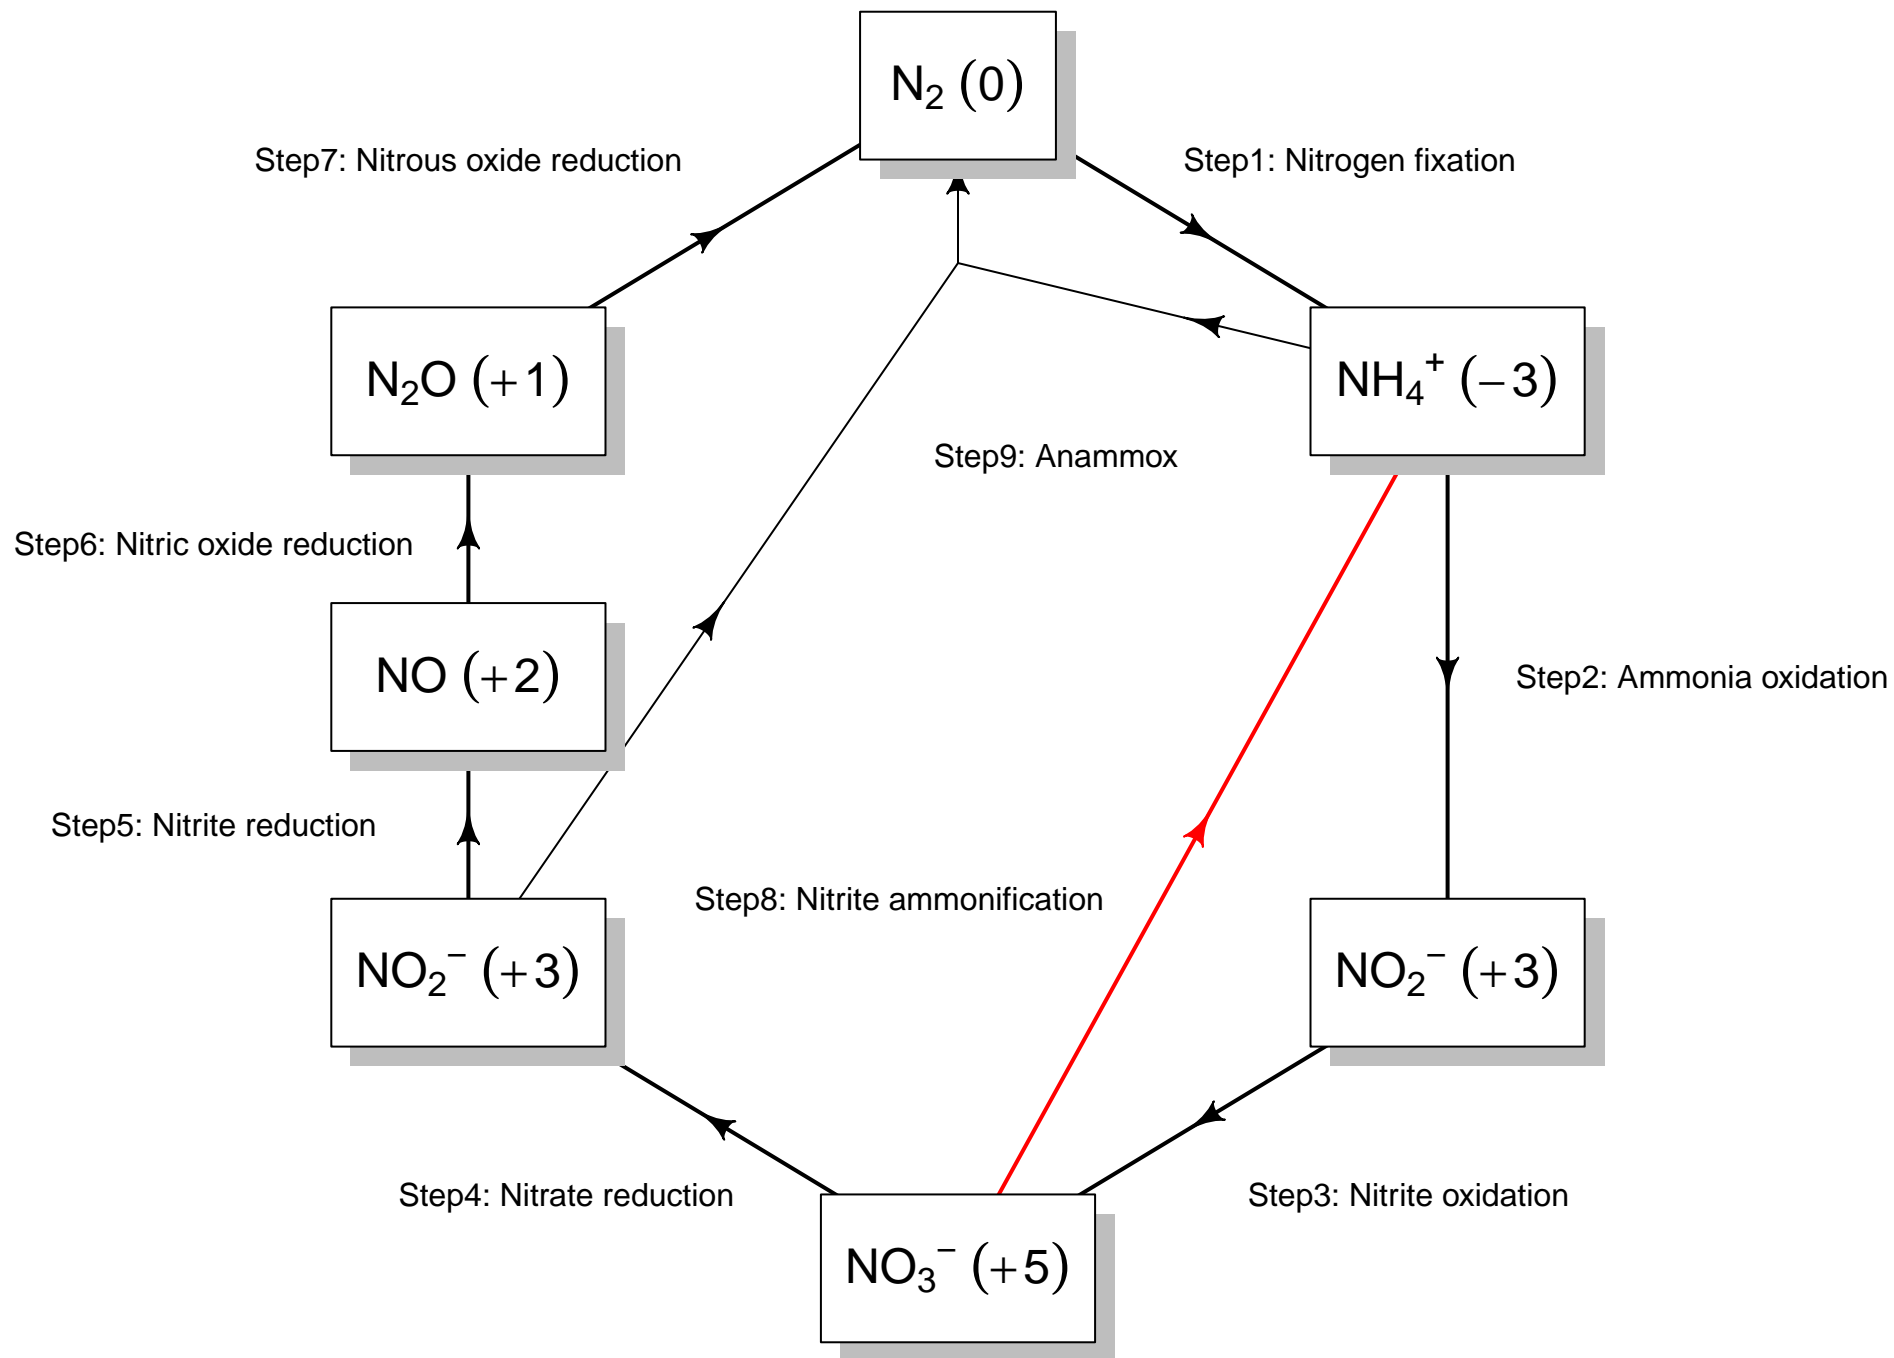 N₂ (0)
Step7: Nitrous oxide reduction
Step1: Nitrogen fixation
N₂O (+1)
NH₄⁺ (−3)
Step9: Anammox
Step6: Nitric oxide reduction
NO (+2)
Step2: Ammonia oxidation
Step5: Nitrite reduction
Step8: Nitrite ammonification
NO₂⁻ (+3)
NO₂⁻ (+3)
Step4: Nitrate reduction
Step3: Nitrite oxidation
NO₃⁻ (+5)